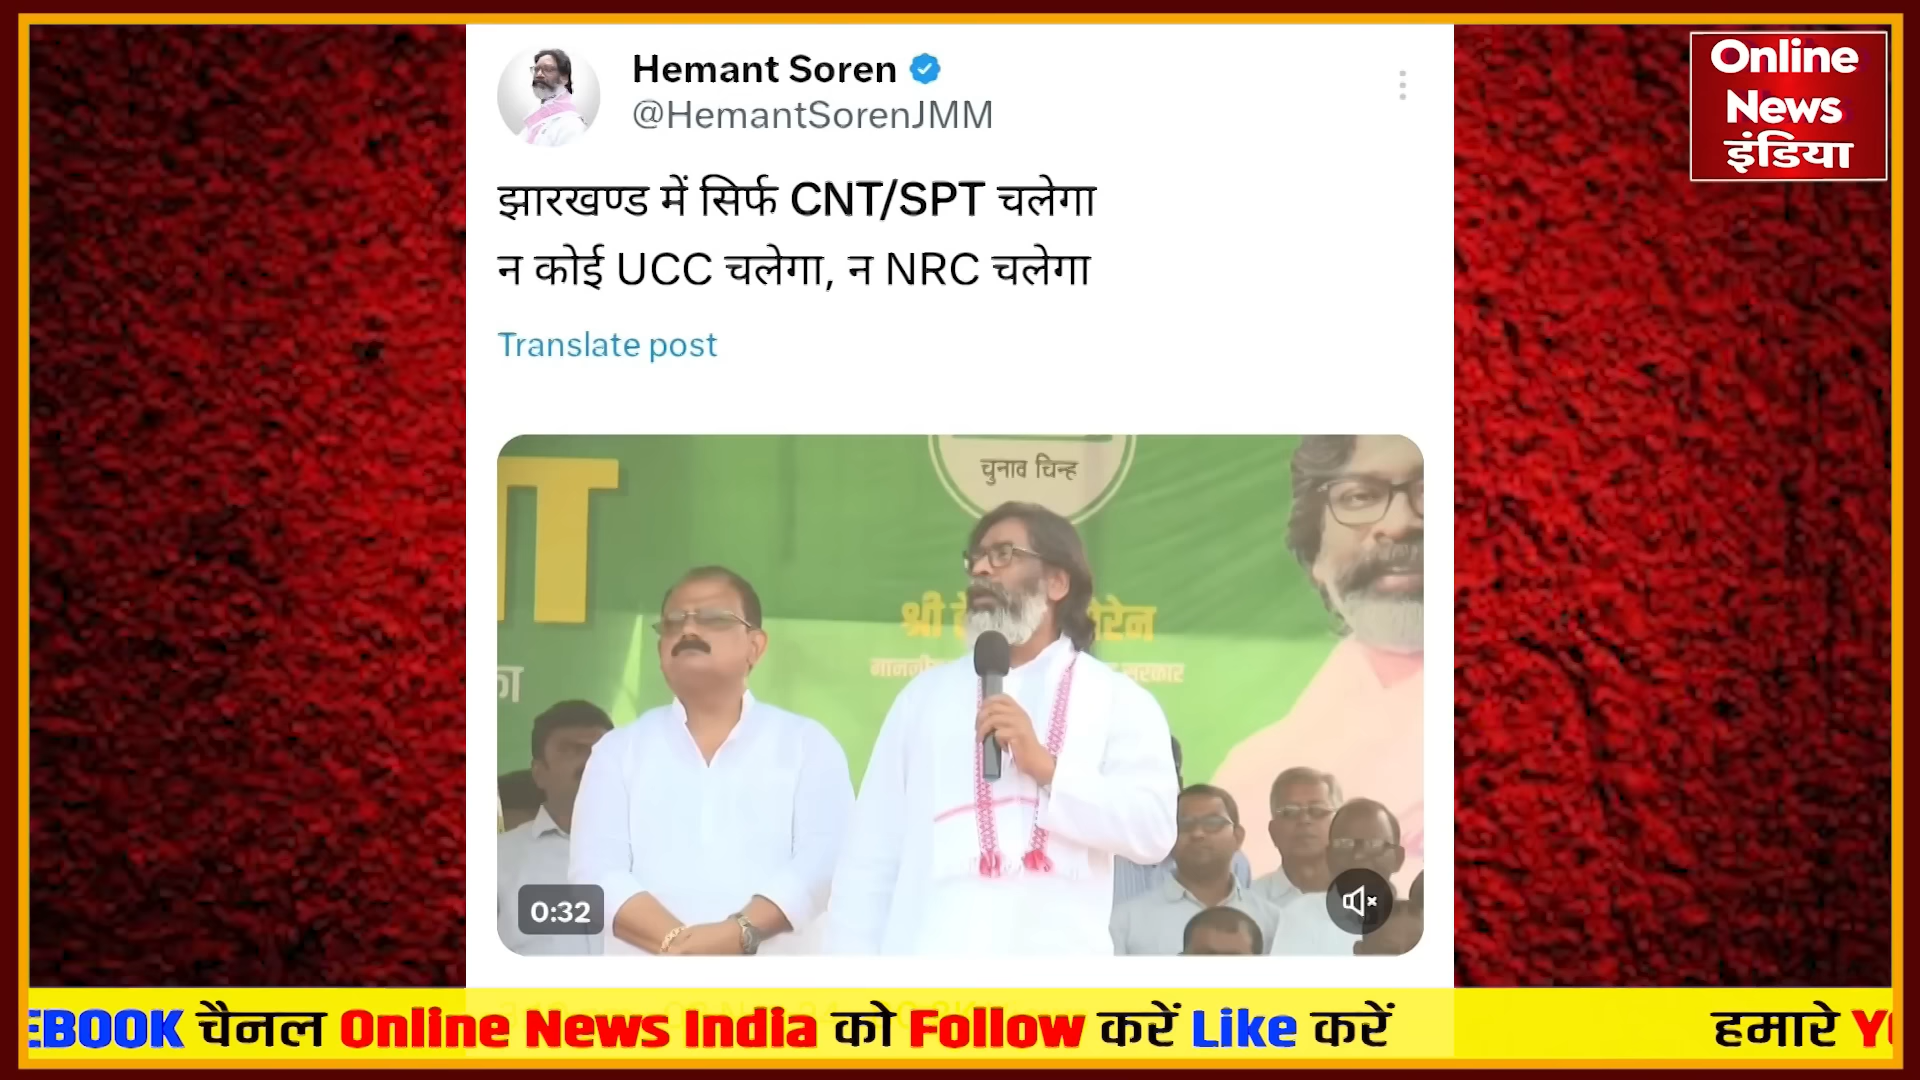 Hemant Soren
@HemantSorenJMM
झारखण्ड में सिर्फ CNT/SPT चलेगा
न कोई UCC चलेगा, न NRC चलेगा
Translate post
चुनाव चिन्ह
श्री
0:32
Online
News
इंडिया
EBOOK चैनल Online News India को Follow करें Like करें
हमारे